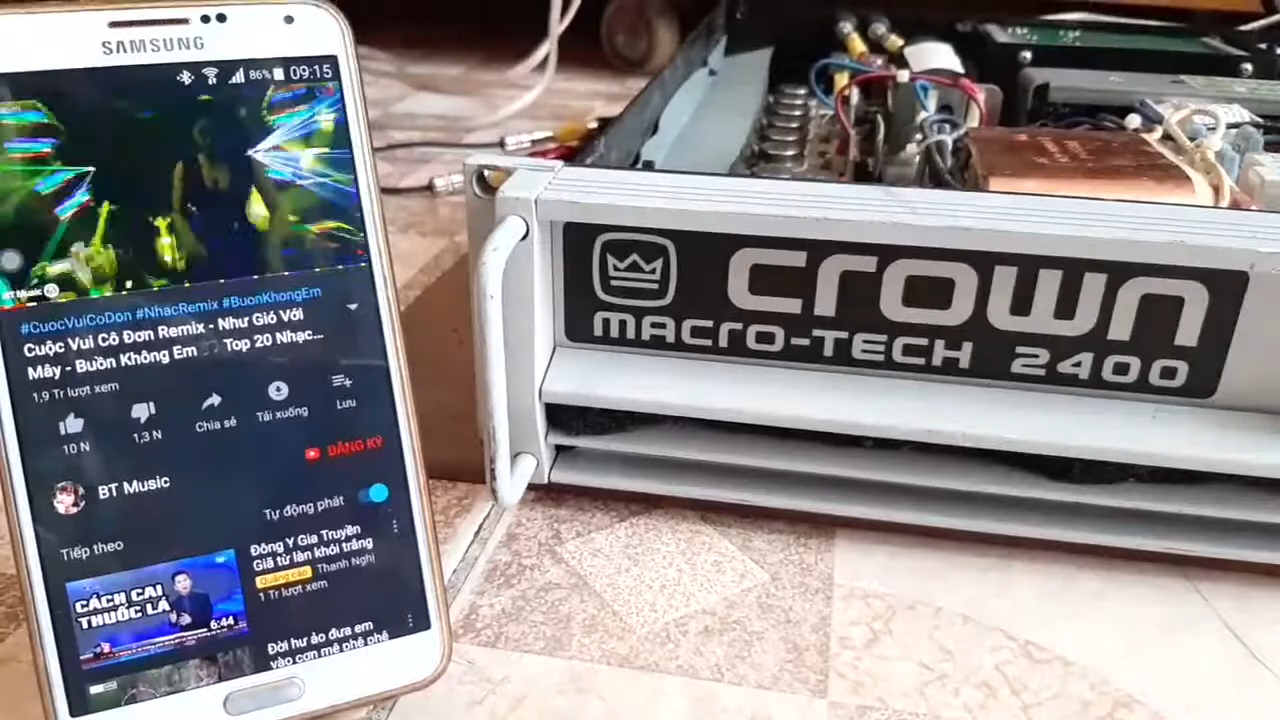 SAMSUNG
86% 09:15
BT Music
#CuocVuiCoDon #NhacRemix #BuonKhongEm
Cuộc Vui Cô Đơn Remix - Như Gió Với
Mây - Buồn Không Em 🎵 Top 20 Nhạc...
1,9 Tr lượt xem
10 N
1,3 N
Chia sẻ
Tải xuống
Lưu
ĐĂNG KÝ
BT Music
Tự động phát
Tiếp theo
CÁCH CAI
THUỐC LÁ
6:44
Đông Y Gia Truyền
Giã từ làn khói trắng
Quảng cáo Thanh Nghị
1 Tr lượt xem
Đời hư ảo đưa em
vào cơn mê phê phê
crown
MACRO-TECH 2400